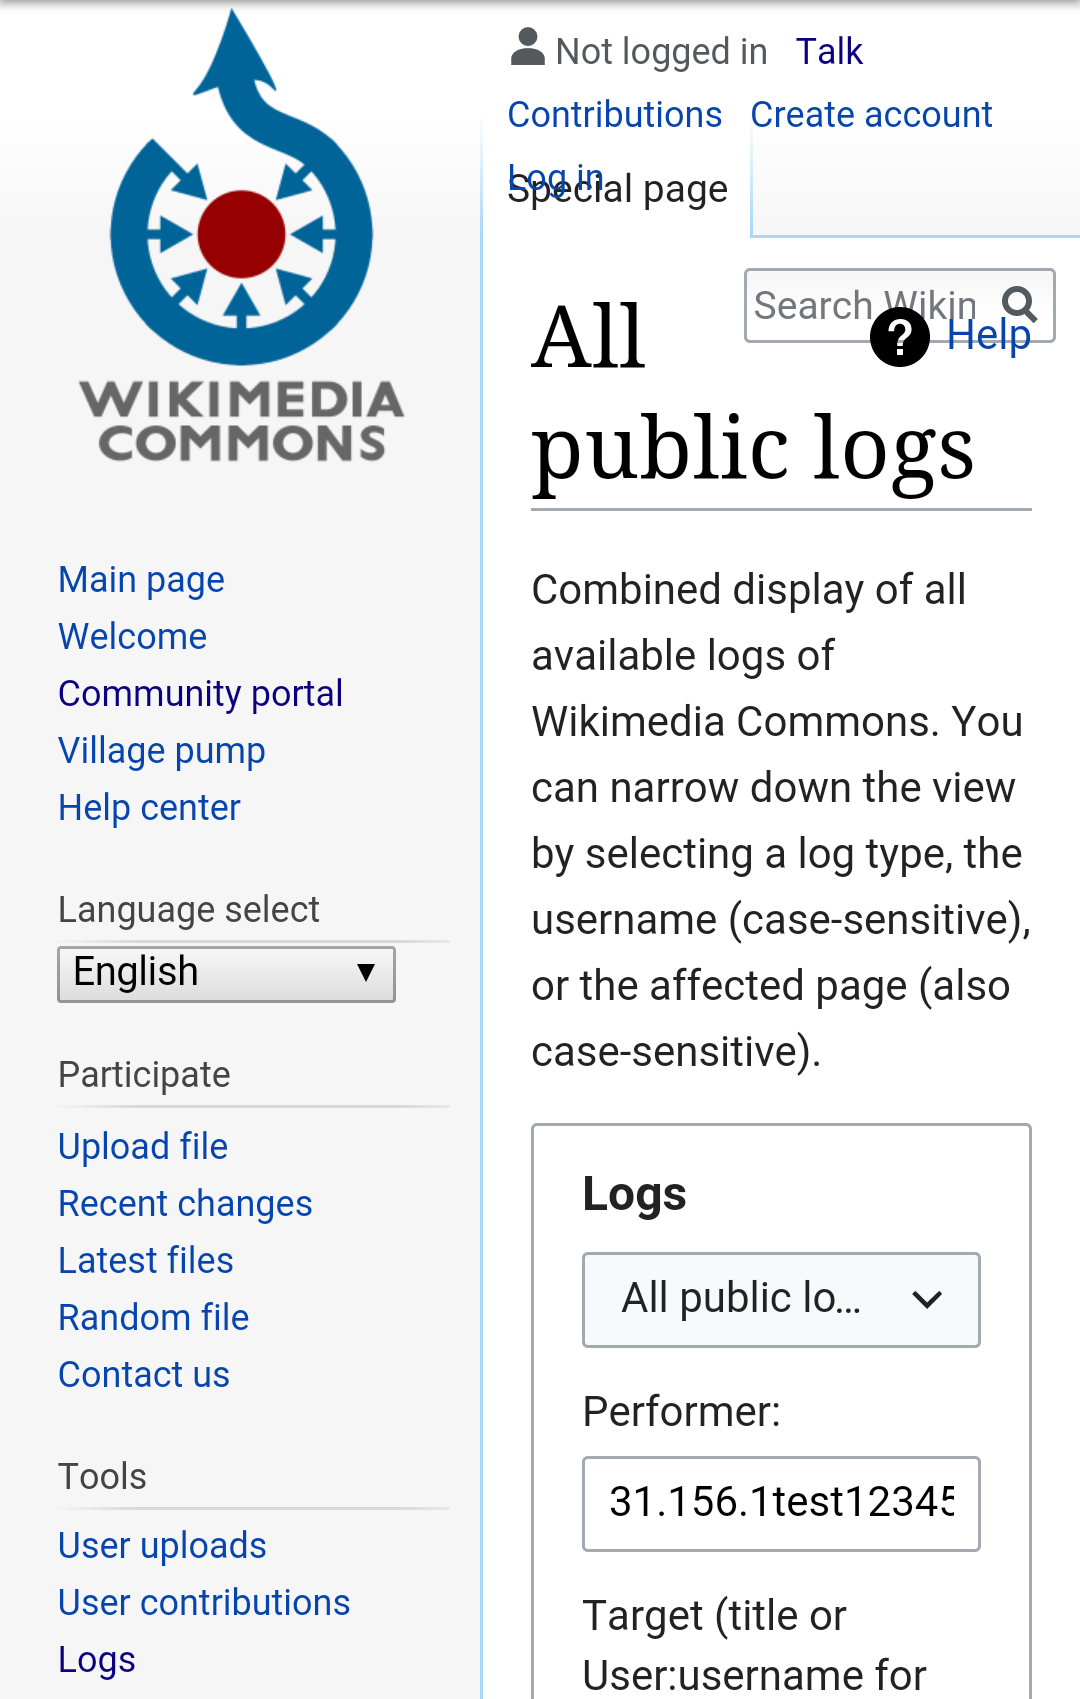 WIKIMEDIA
COMMONS
Main page
Welcome
Community portal
Village pump
Help center
Language select
English
Participate
Upload file
Recent changes
Latest files
Random file
Contact us
Tools
User uploads
User contributions
Logs
Not logged in Talk
Contributions Create account
Log in
Special page
Search Wikin
Help
All
public logs
Combined display of all
available logs of
Wikimedia Commons. You
can narrow down the view
by selecting a log type, the
username (case-sensitive),
or the affected page (also
case-sensitive).
Logs
All public lo...
Performer:
31.156.1test12345
Target (title or
User:username for